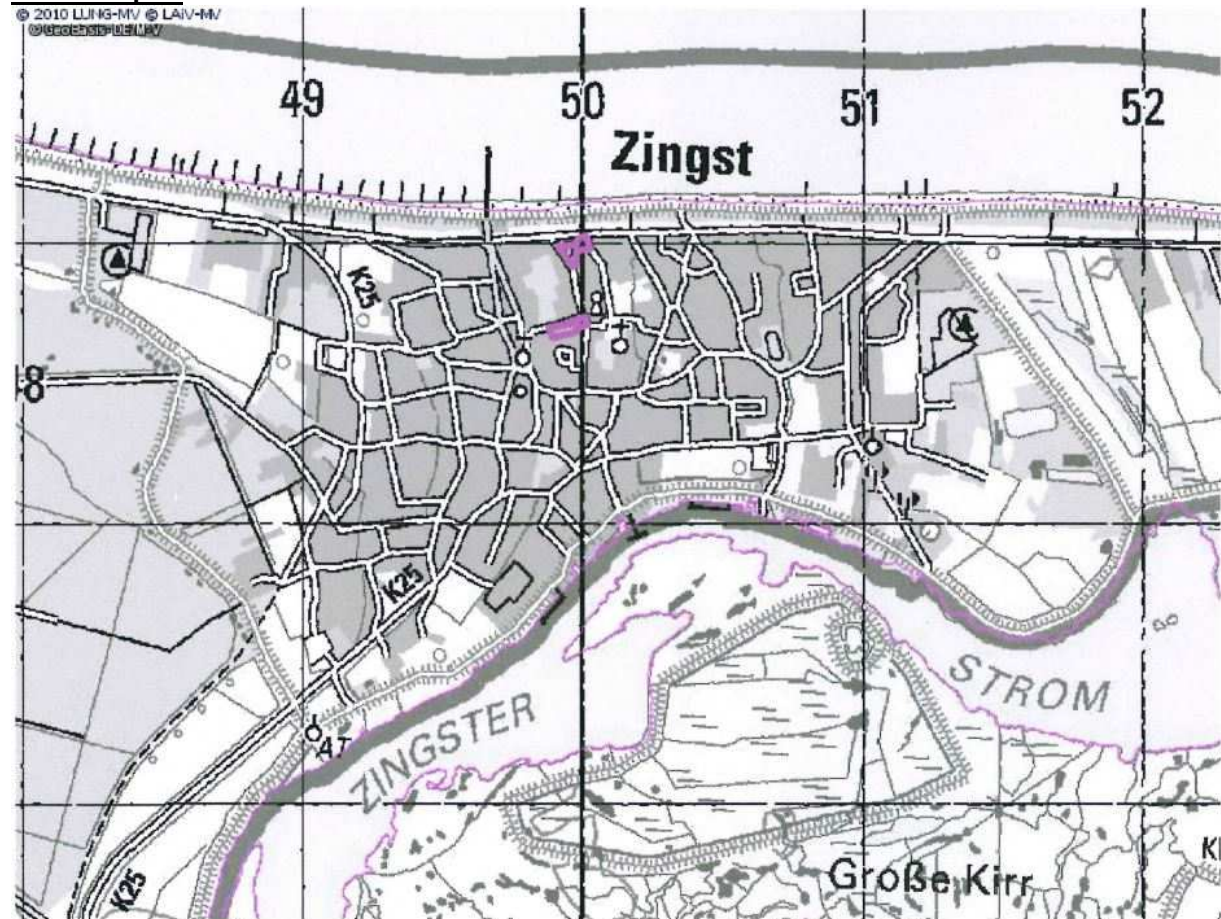 © 2010 LUNG-MV © LAiV-MV
© GeoBasis-DE/M-V
49
50
51
52
Zingst
K25
K25
AT
ZINGSTER
STROM
Große Kirr
K25